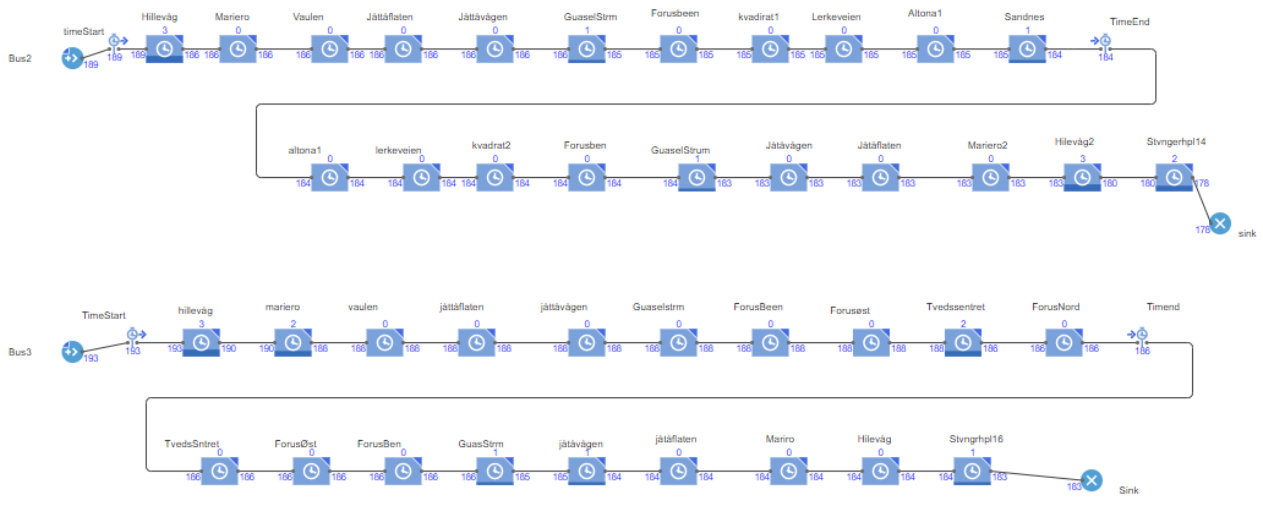 timeStart Hillevåg Mariero Vaulen Jåttåflaten Jåttåvågen GuaselStrm Forusbeen kvadirat1 Lerkeveien Altona1 Sandnes TimeEnd
3 0 0 0 0 1 0 0 0 0 1
Bus2
189 189 189 186 186 186 186 186 186 186 186 186 186 185 185 185 185 185 185 185 185 185 185 184 184
altona1 lerkeveien kvadrat2 Forusben GuaselStrum Jåtåvågen Jåtåflaten Mariero2 Hilevåg2 Stvngerhpl14
0 0 0 0 1 0 0 0 3 2
184 184 184 184 184 184 184 184 184 183 183 183 183 183 183 183 183 180 180 178
178 sink
TimeStart hillevåg mariero vaulen jåttåflaten jåttåvågen Guaselstrm ForusBeen Forusøst Tvedssentret ForusNord Timend
3 2 0 0 0 0 0 0 2 0
Bus3
193 193 193 190 190 188 188 188 188 188 188 188 188 188 188 188 188 188 188 186 186 186 186
TvedsSntret ForusØst ForusBen GuasStrm jåtåvågen jåtåflaten Mariro Hilevåg Stvngrhpl16
0 0 0 1 1 0 0 0 1
186 186 186 186 186 186 186 185 185 184 184 184 184 184 184 184 184 183
183 Sink